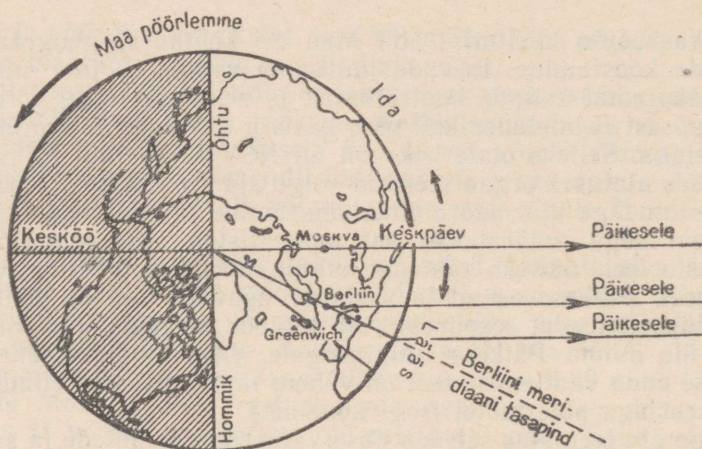 Maa pöörlemine
Õhtu
Ida
Kesköö
Moskva
Keskpäev
Päikesele
Berliin
Päikesele
Greenwich
Päikesele
Lääs
Berliini meri-
diaani tasapind
Hommik